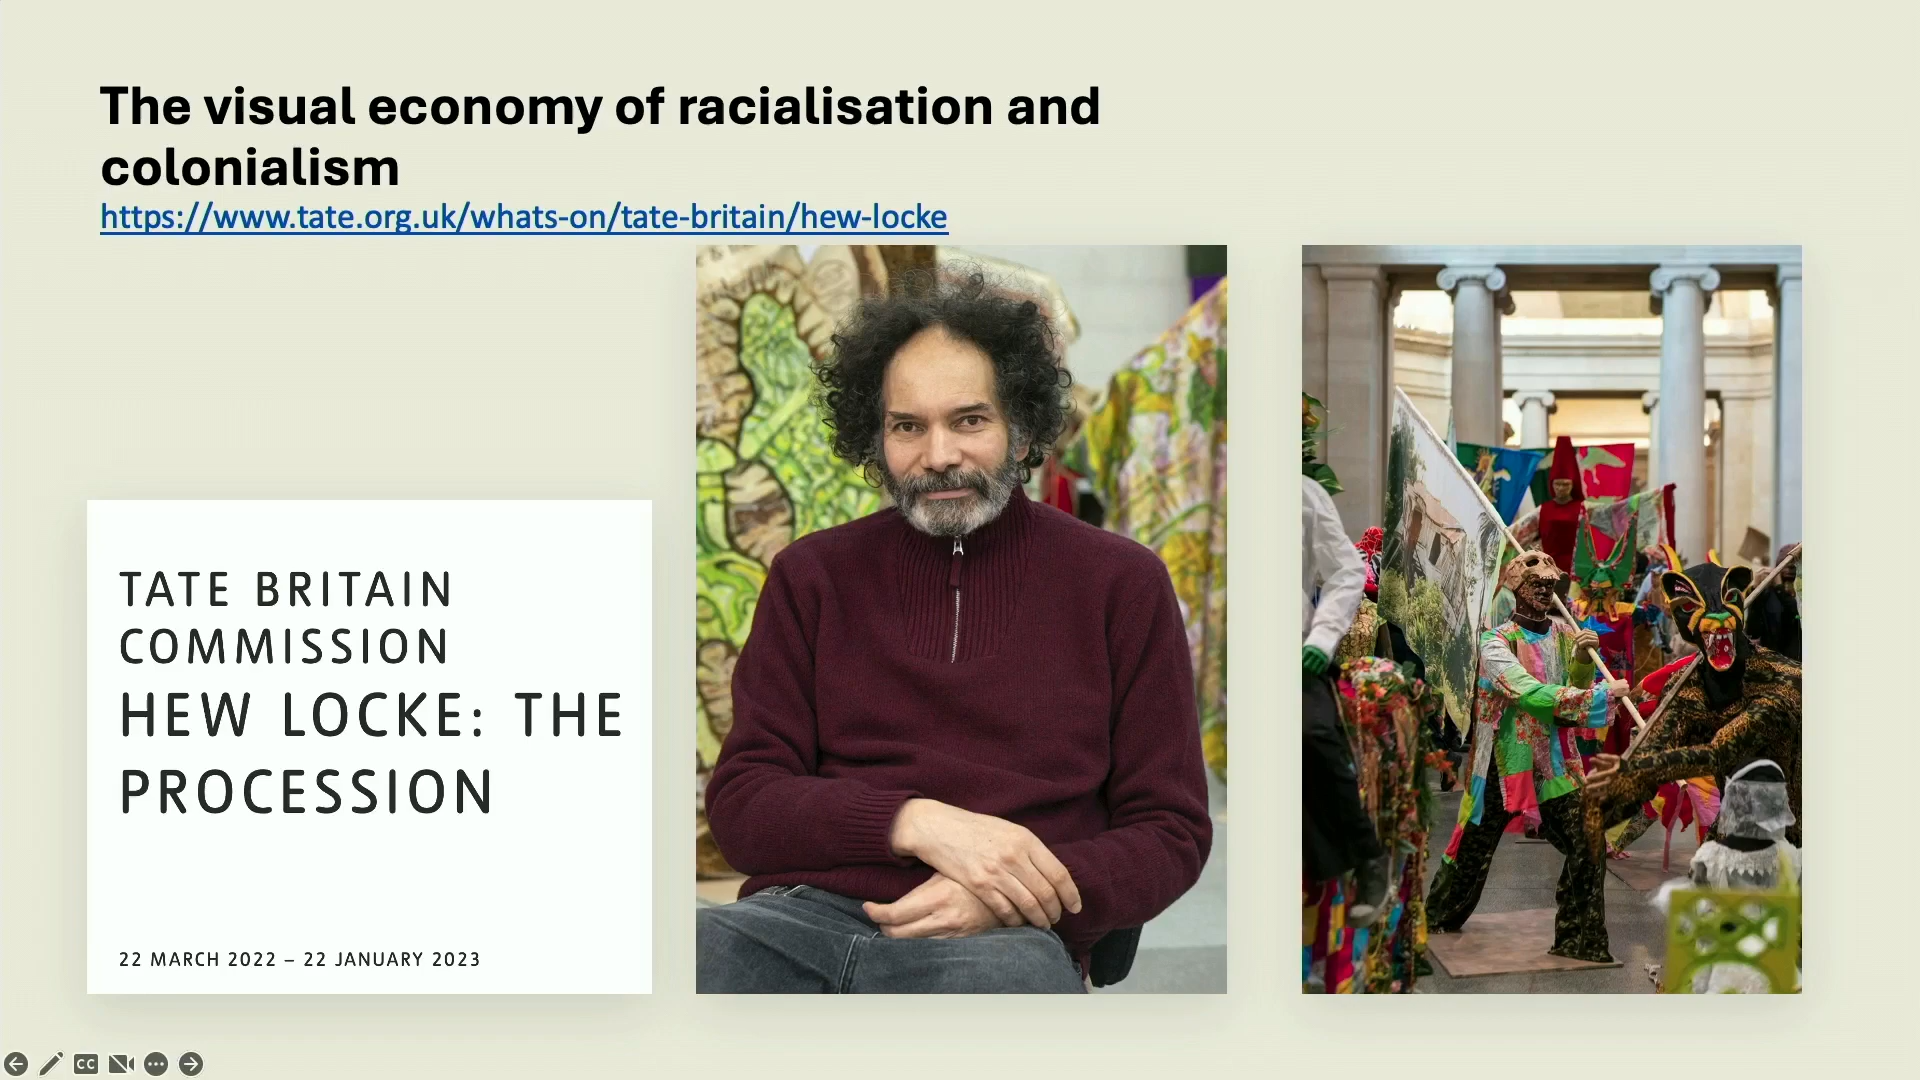 The visual economy of racialisation and
colonialism
https://www.tate.org.uk/whats-on/tate-britain/hew-locke
TATE BRITAIN
COMMISSION
HEW LOCKE: THE
PROCESSION
22 MARCH 2022 – 22 JANUARY 2023
CC